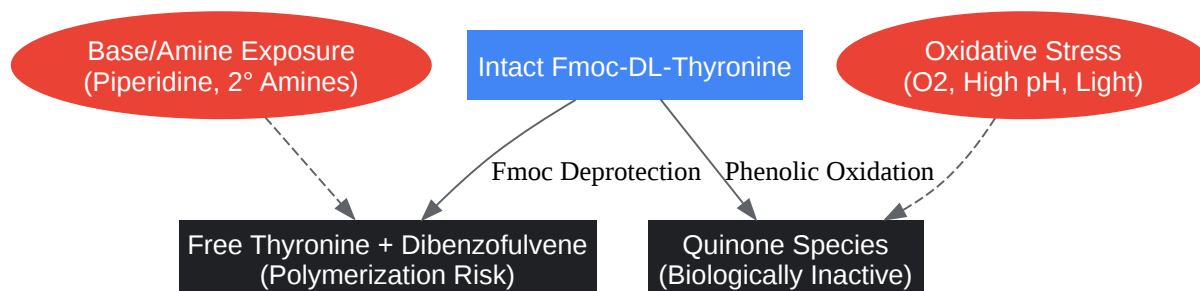 Base/Amine Exposure
(Piperidine, 2° Amines)
Intact Fmoc-DL-Thyronine
Oxidative Stress
(O2, High pH, Light)
Fmoc Deprotection
Phenolic Oxidation
Free Thyronine + Dibenzofulvene
(Polymerization Risk)
Quinone Species
(Biologically Inactive)